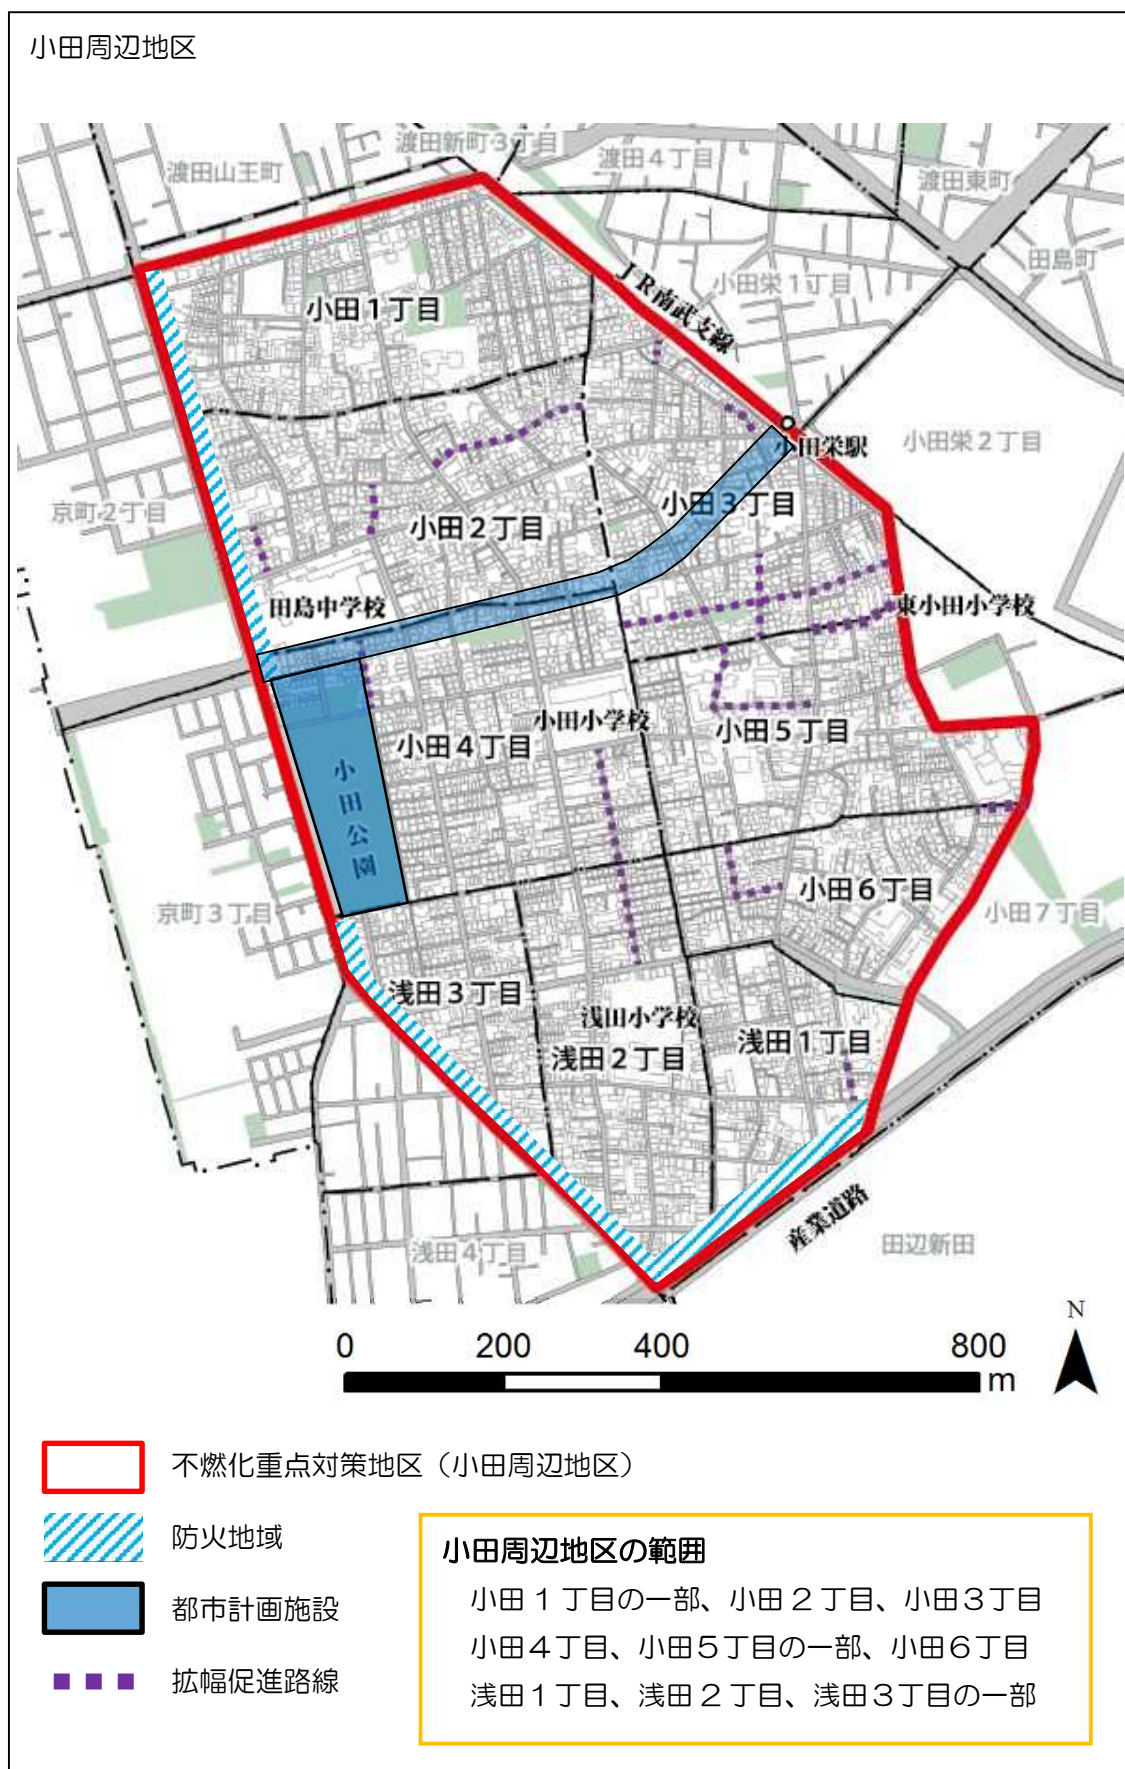 小田周辺地区
渡田新町3丁目
渡田山王町
渡田4丁目
渡田東町
田島町
JR南武支線
小田栄1丁目
小田1丁目
小田栄駅
小田栄2丁目
京町2丁目
小田2丁目
小田3丁目
田島中学校
東小田小学校
小田4丁目
小田小学校
小田5丁目
小田公園
京町3丁目
小田6丁目
小田7丁目
浅田3丁目
浅田小学校
浅田2丁目
浅田1丁目
産業道路
浅田4丁目
田辺新田
N
0 200 400 800
m
不燃化重点対策地区（小田周辺地区）
防火地域
都市計画施設
拡幅促進路線
小田周辺地区の範囲
小田１丁目の一部、小田２丁目、小田３丁目
小田４丁目、小田５丁目の一部、小田６丁目
浅田１丁目、浅田２丁目、浅田３丁目の一部